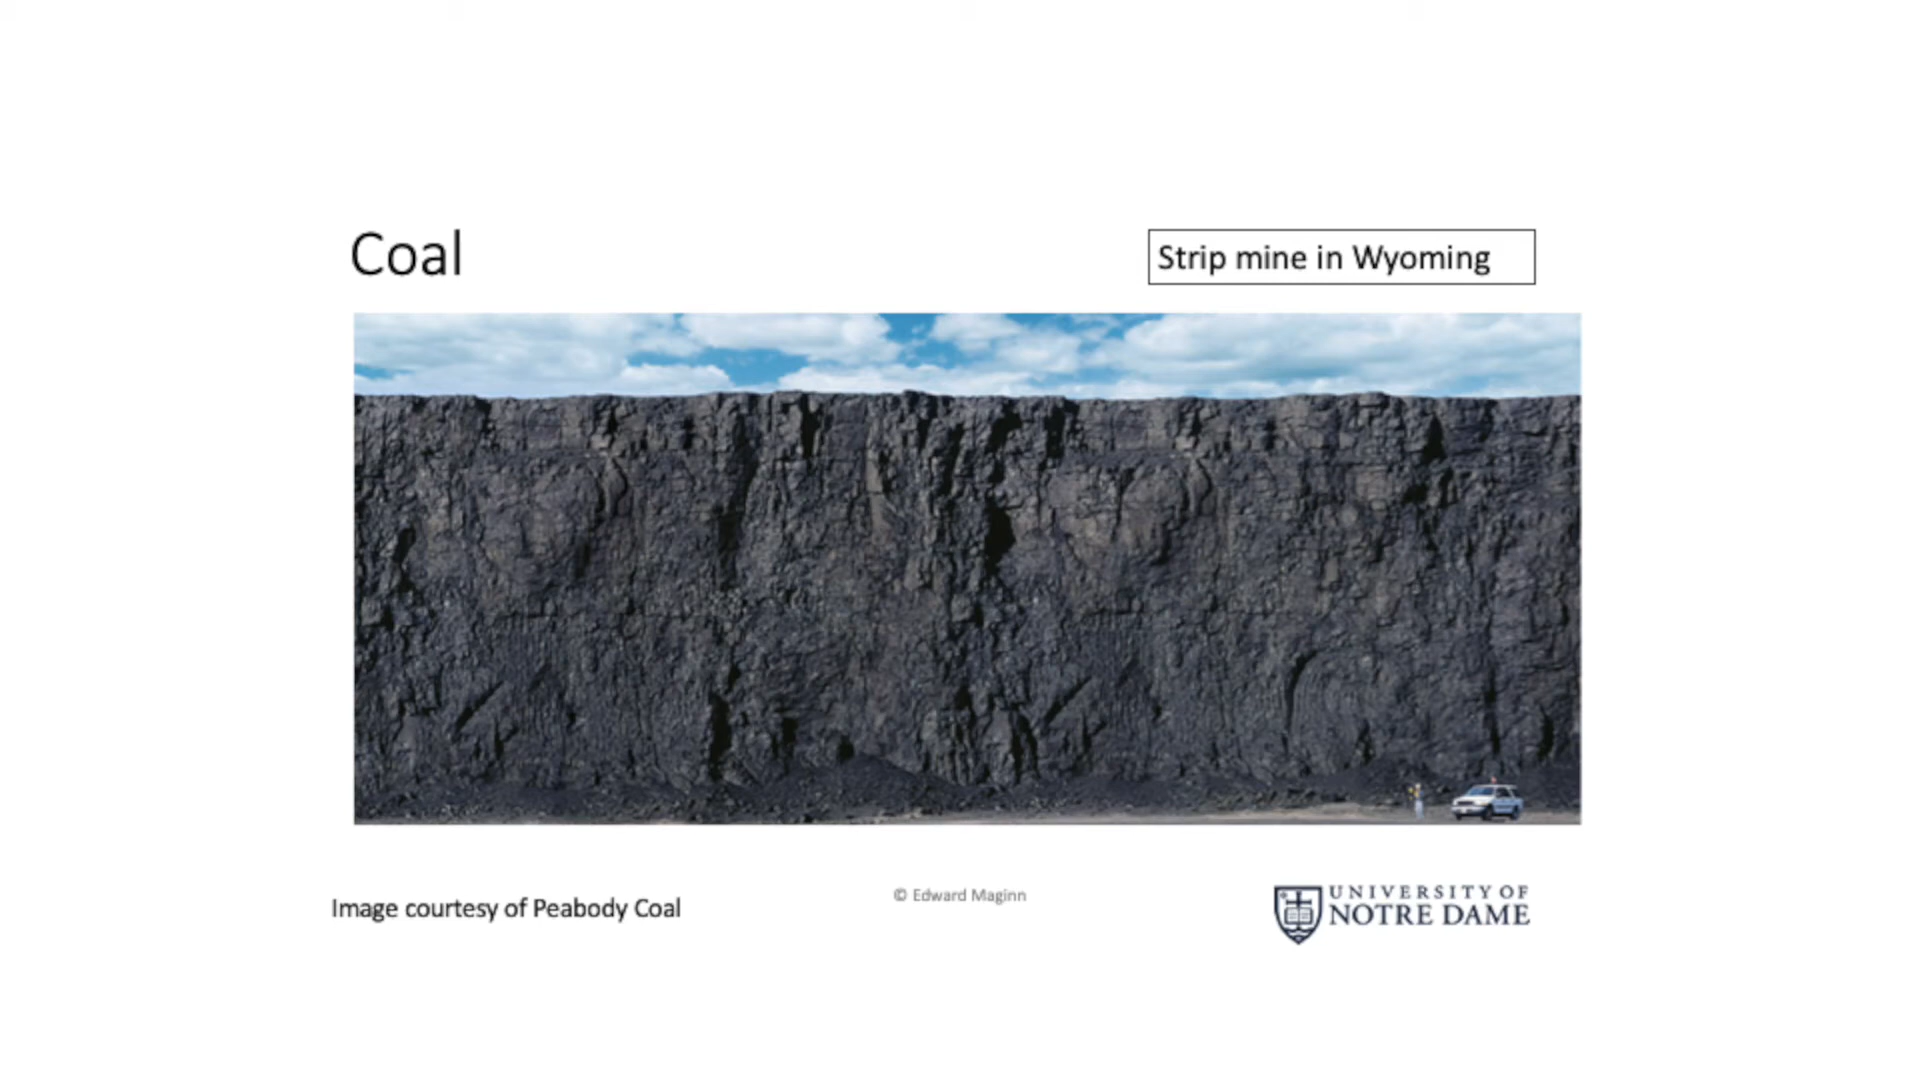 Coal
Strip mine in Wyoming
Image courtesy of Peabody Coal
© Edward Maginn
UNIVERSITY OF
NOTRE DAME